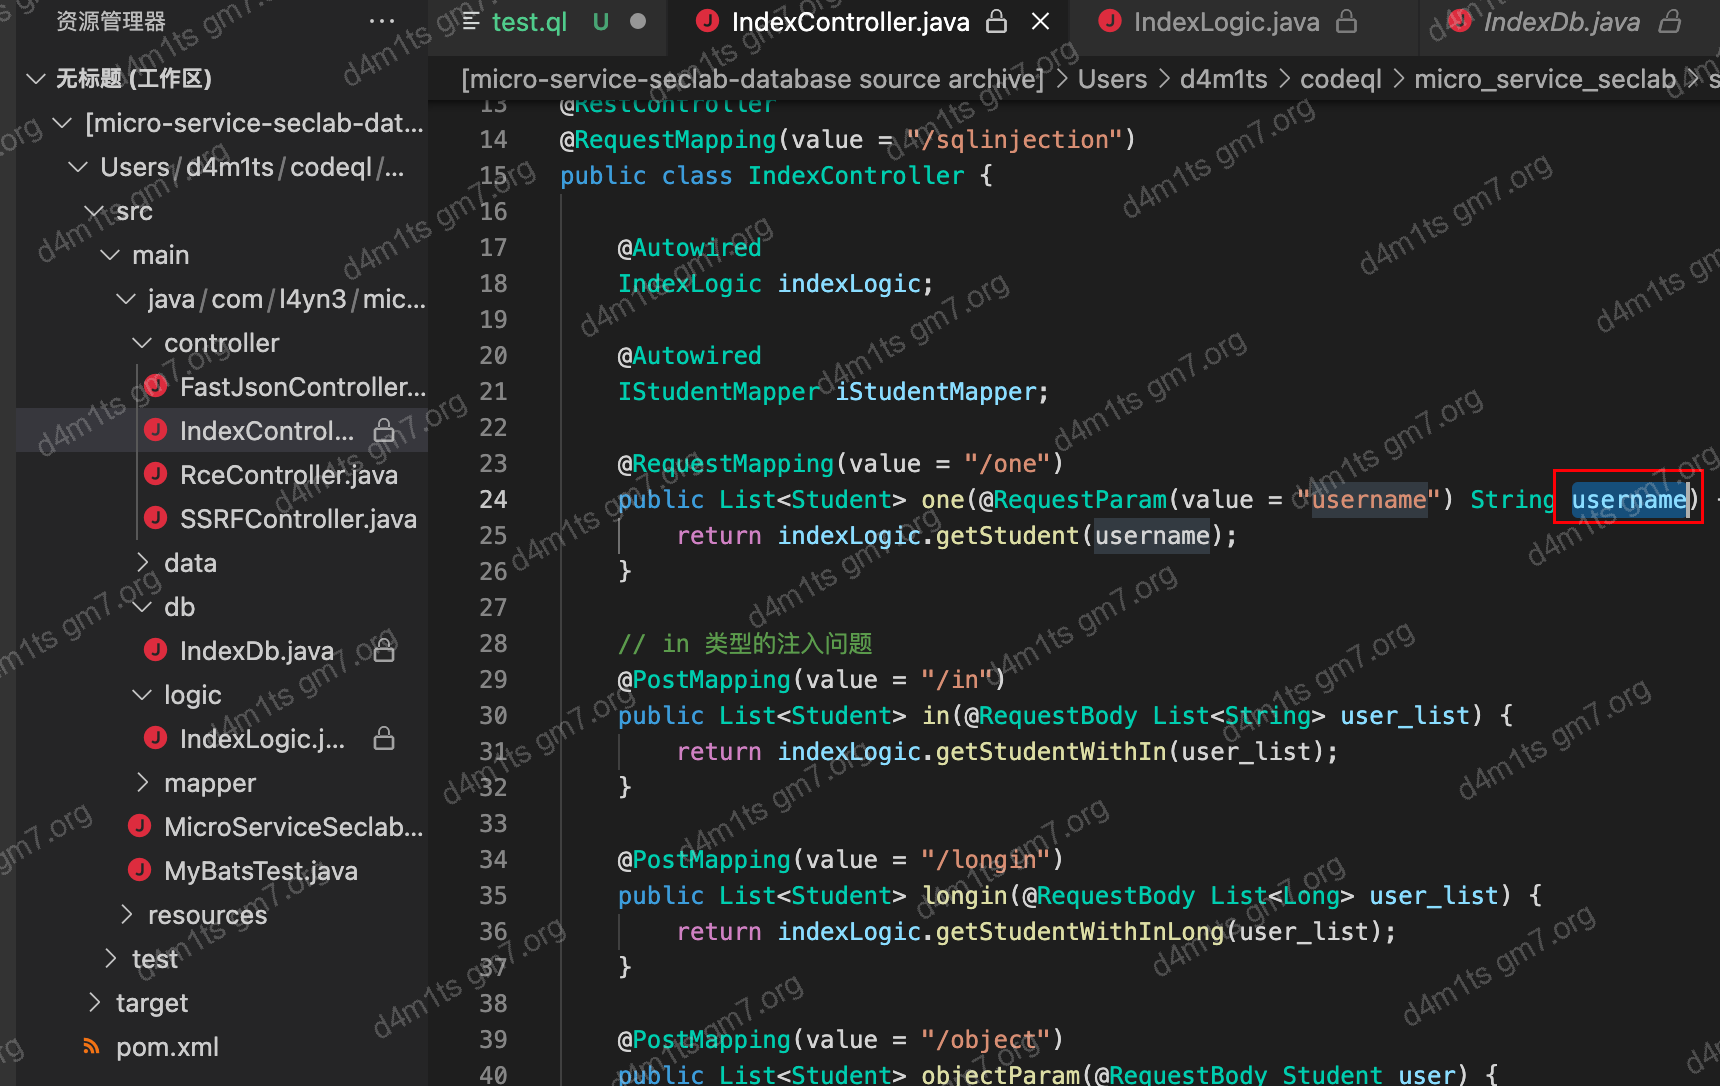 资源管理器 ···
无标题 (工作区)
[micro-service-seclab-dat...
Users/d4m1ts/codeql/...
src
main
java/com/l4yn3/mic...
controller
FastJsonController...
IndexControl...
RceController.java
SSRFController.java
data
db
IndexDb.java
logic
IndexLogic.j...
mapper
MicroServiceSeclab...
MyBatsTest.java
resources
test
target
pom.xml
test.ql U ● IndexController.java IndexLogic.java IndexDb.java
[micro-service-seclab-database source archive] > Users > d4m1ts > codeql > micro_service_seclab > s
13 @RestController
14 @RequestMapping(value = "/sqlinjection")
15 public class IndexController {
16
17 @Autowired
18 IndexLogic indexLogic;
19
20 @Autowired
21 IStudentMapper iStudentMapper;
22
23 @RequestMapping(value = "/one")
24 public List<Student> one(@RequestParam(value = "username") String username)
25 return indexLogic.getStudent(username);
26 }
27
28 // in 类型的注入问题
29 @PostMapping(value = "/in")
30 public List<Student> in(@RequestBody List<String> user_list) {
31 return indexLogic.getStudentWithIn(user_list);
32 }
33
34 @PostMapping(value = "/longin")
35 public List<Student> longin(@RequestBody List<Long> user_list) {
36 return indexLogic.getStudentWithInLong(user_list);
37 }
38
39 @PostMapping(value = "/object")
40 public List<Student> objectParam(@RequestBody Student user) {
d4m1ts gm7.org